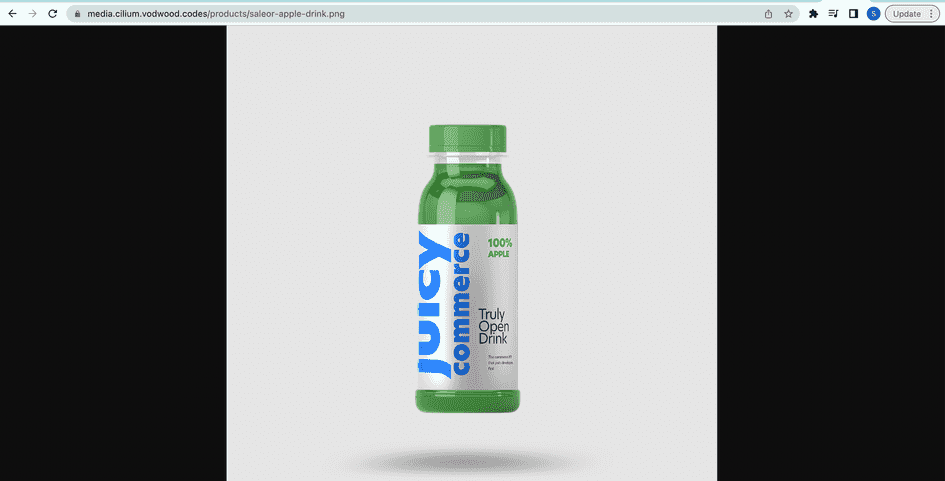 media.cilium.vodwood.codes/products/saleor-apple-drink.png
S
Update
juicy
commerce
100%
APPLE
Truly
Open
Drink